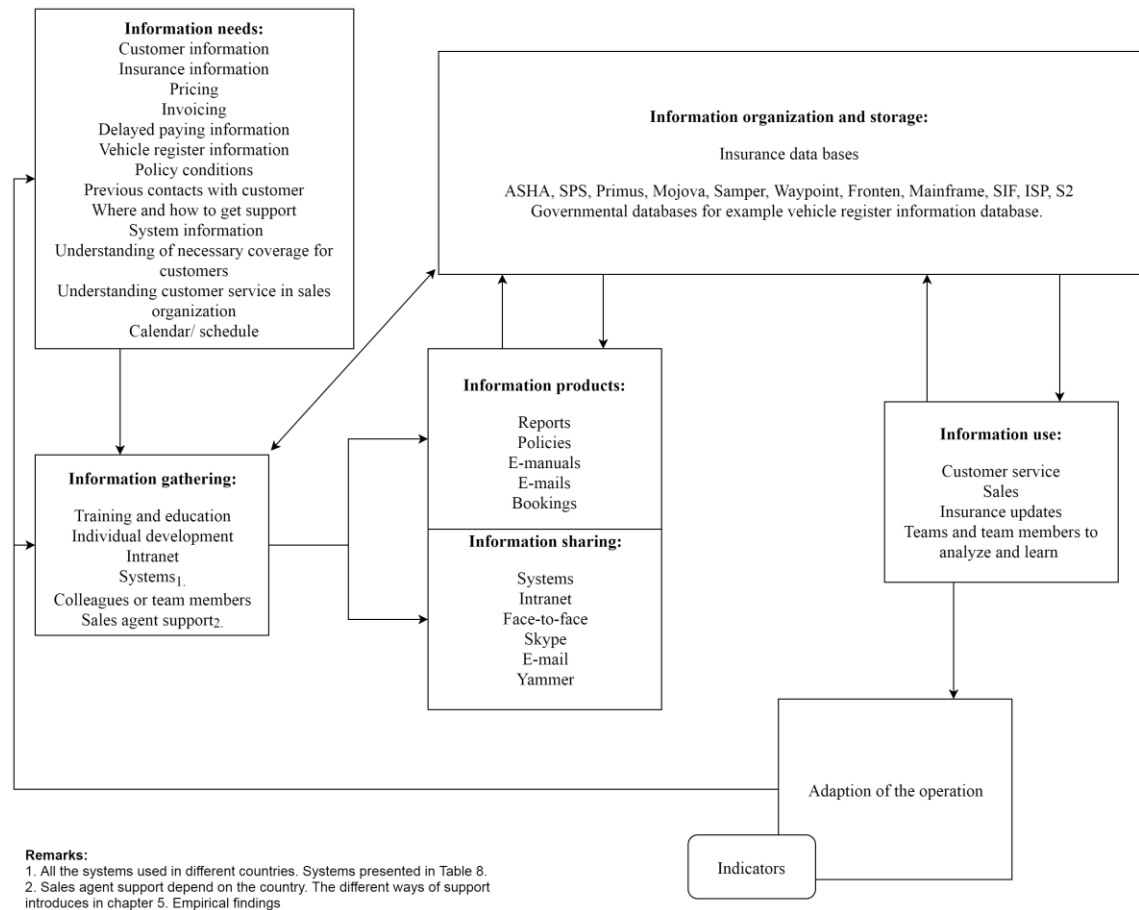 Information needs:
Customer information
Insurance information
Pricing
Invoicing
Delayed paying information
Vehicle register information
Policy conditions
Previous contacts with customer
Where and how to get support
System information
Understanding of necessary coverage for
customers
Understanding customer service in sales
organization
Calendar/ schedule
Information organization and storage:
Insurance data bases
ASHA, SPS, Primus, Mojova, Samper, Waypoint, Fronten, Mainframe, SIF, ISP, S2
Governmental databases for example vehicle register information database.
Information gathering:
Training and education
Individual development
Intranet
Systems1.
Colleagues or team members
Sales agent support2.
Information products:
Reports
Policies
E-manuals
E-mails
Bookings
Information sharing:
Systems
Intranet
Face-to-face
Skype
E-mail
Yammer
Information use:
Customer service
Sales
Insurance updates
Teams and team members to
analyze and learn
Adaption of the operation
Indicators
Remarks:
1. All the systems used in different countries. Systems presented in Table 8.
2. Sales agent support depend on the country. The different ways of support
introduces in chapter 5. Empirical findings